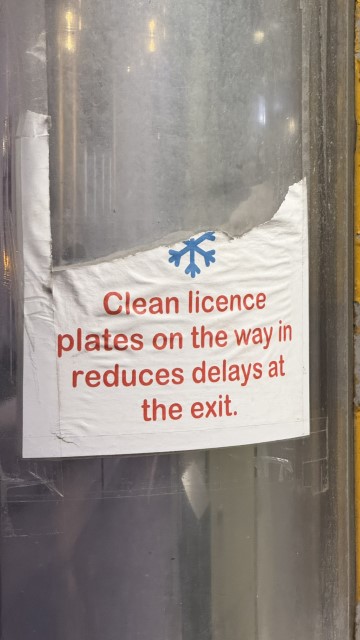 Clean licence
plates on the way in
reduces delays at
the exit.